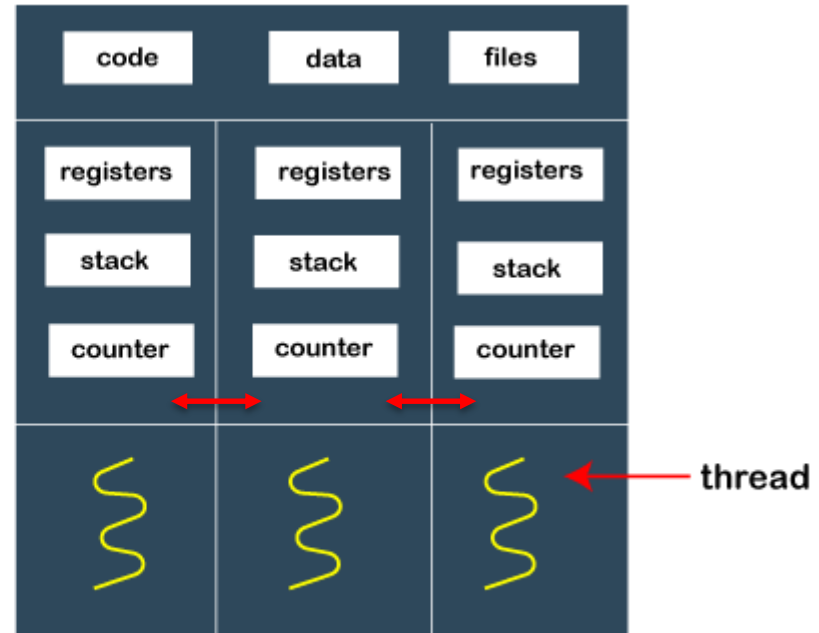 code data files
registers registers registers
stack stack stack
counter counter counter
thread